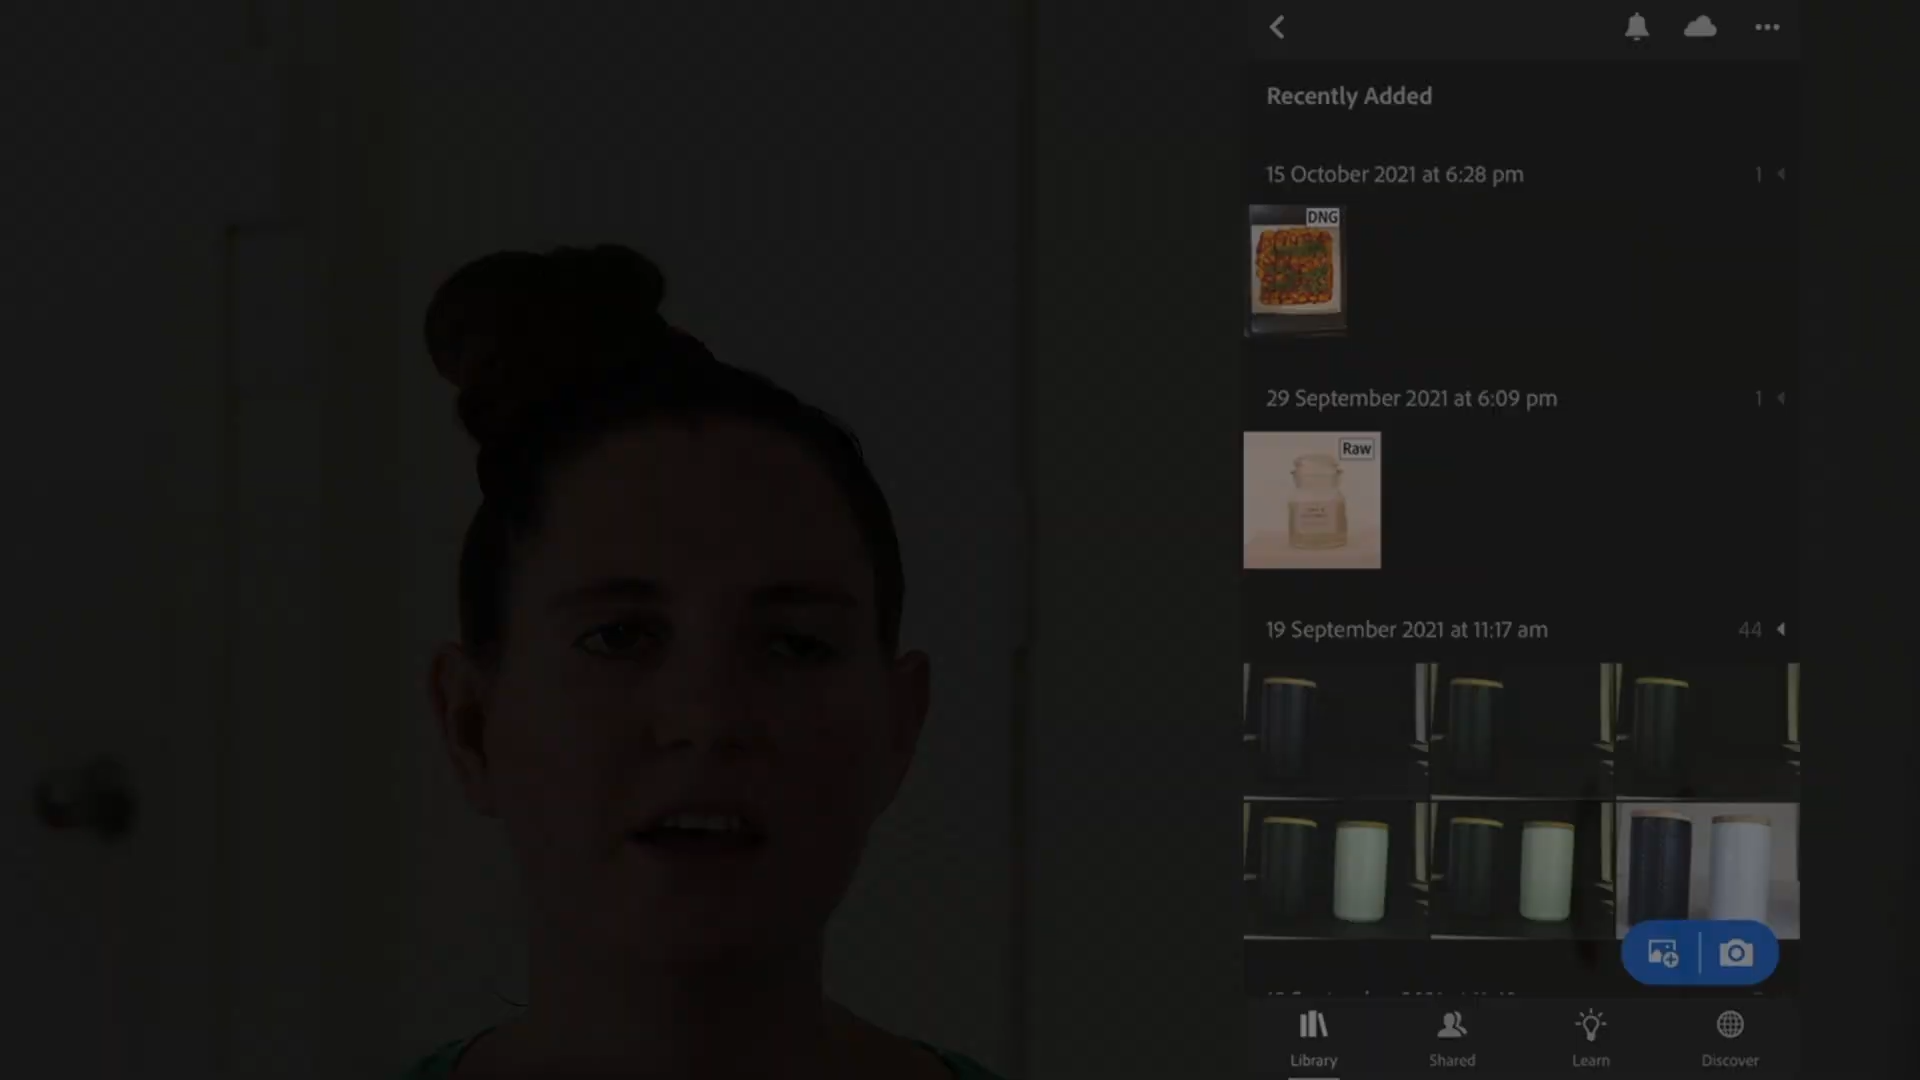 Recently Added
15 October 2021 at 6:28 pm
1
DNG
29 September 2021 at 6:09 pm
1
Raw
19 September 2021 at 11:17 am
44
Library
Shared
Learn
Discover